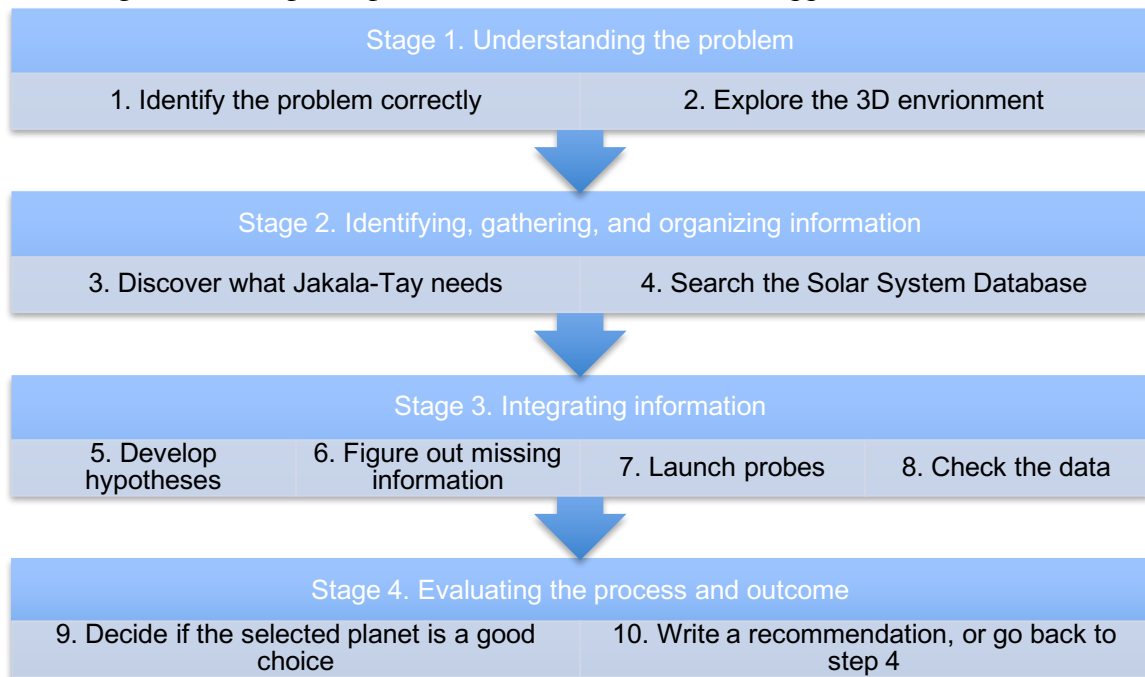 Stage 1. Understanding the problem
1. Identify the problem correctly
2. Explore the 3D envrionment
Stage 2. Identifying, gathering, and organizing information
3. Discover what Jakala-Tay needs
4. Search the Solar System Database
Stage 3. Integrating information
5. Develop
hypotheses
6. Figure out missing
information
7. Launch probes
8. Check the data
Stage 4. Evaluating the process and outcome
9. Decide if the selected planet is a good
choice
10. Write a recommendation, or go back to
step 4